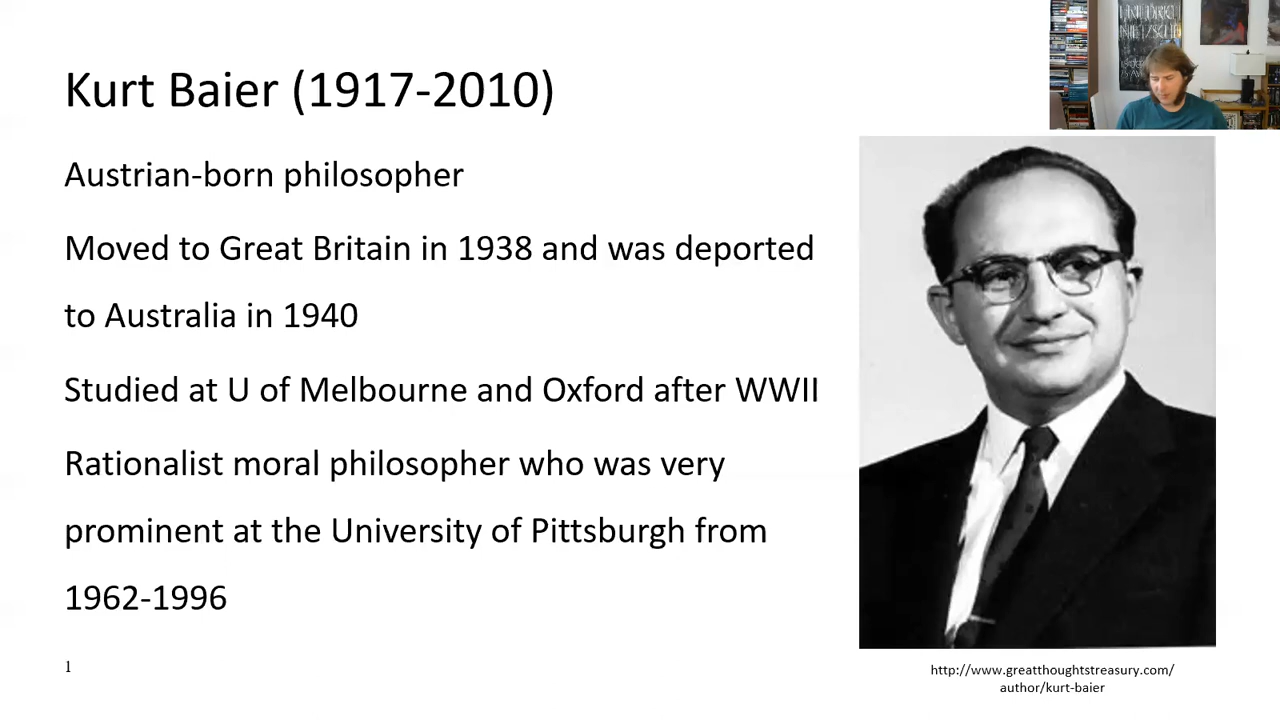 Kurt Baier (1917-2010)
Austrian-born philosopher
Moved to Great Britain in 1938 and was deported
to Australia in 1940
Studied at U of Melbourne and Oxford after WWII
Rationalist moral philosopher who was very
prominent at the University of Pittsburgh from
1962-1996
1
http://www.greatthoughtstreasury.com/
author/kurt-baier
NIETZSCHE